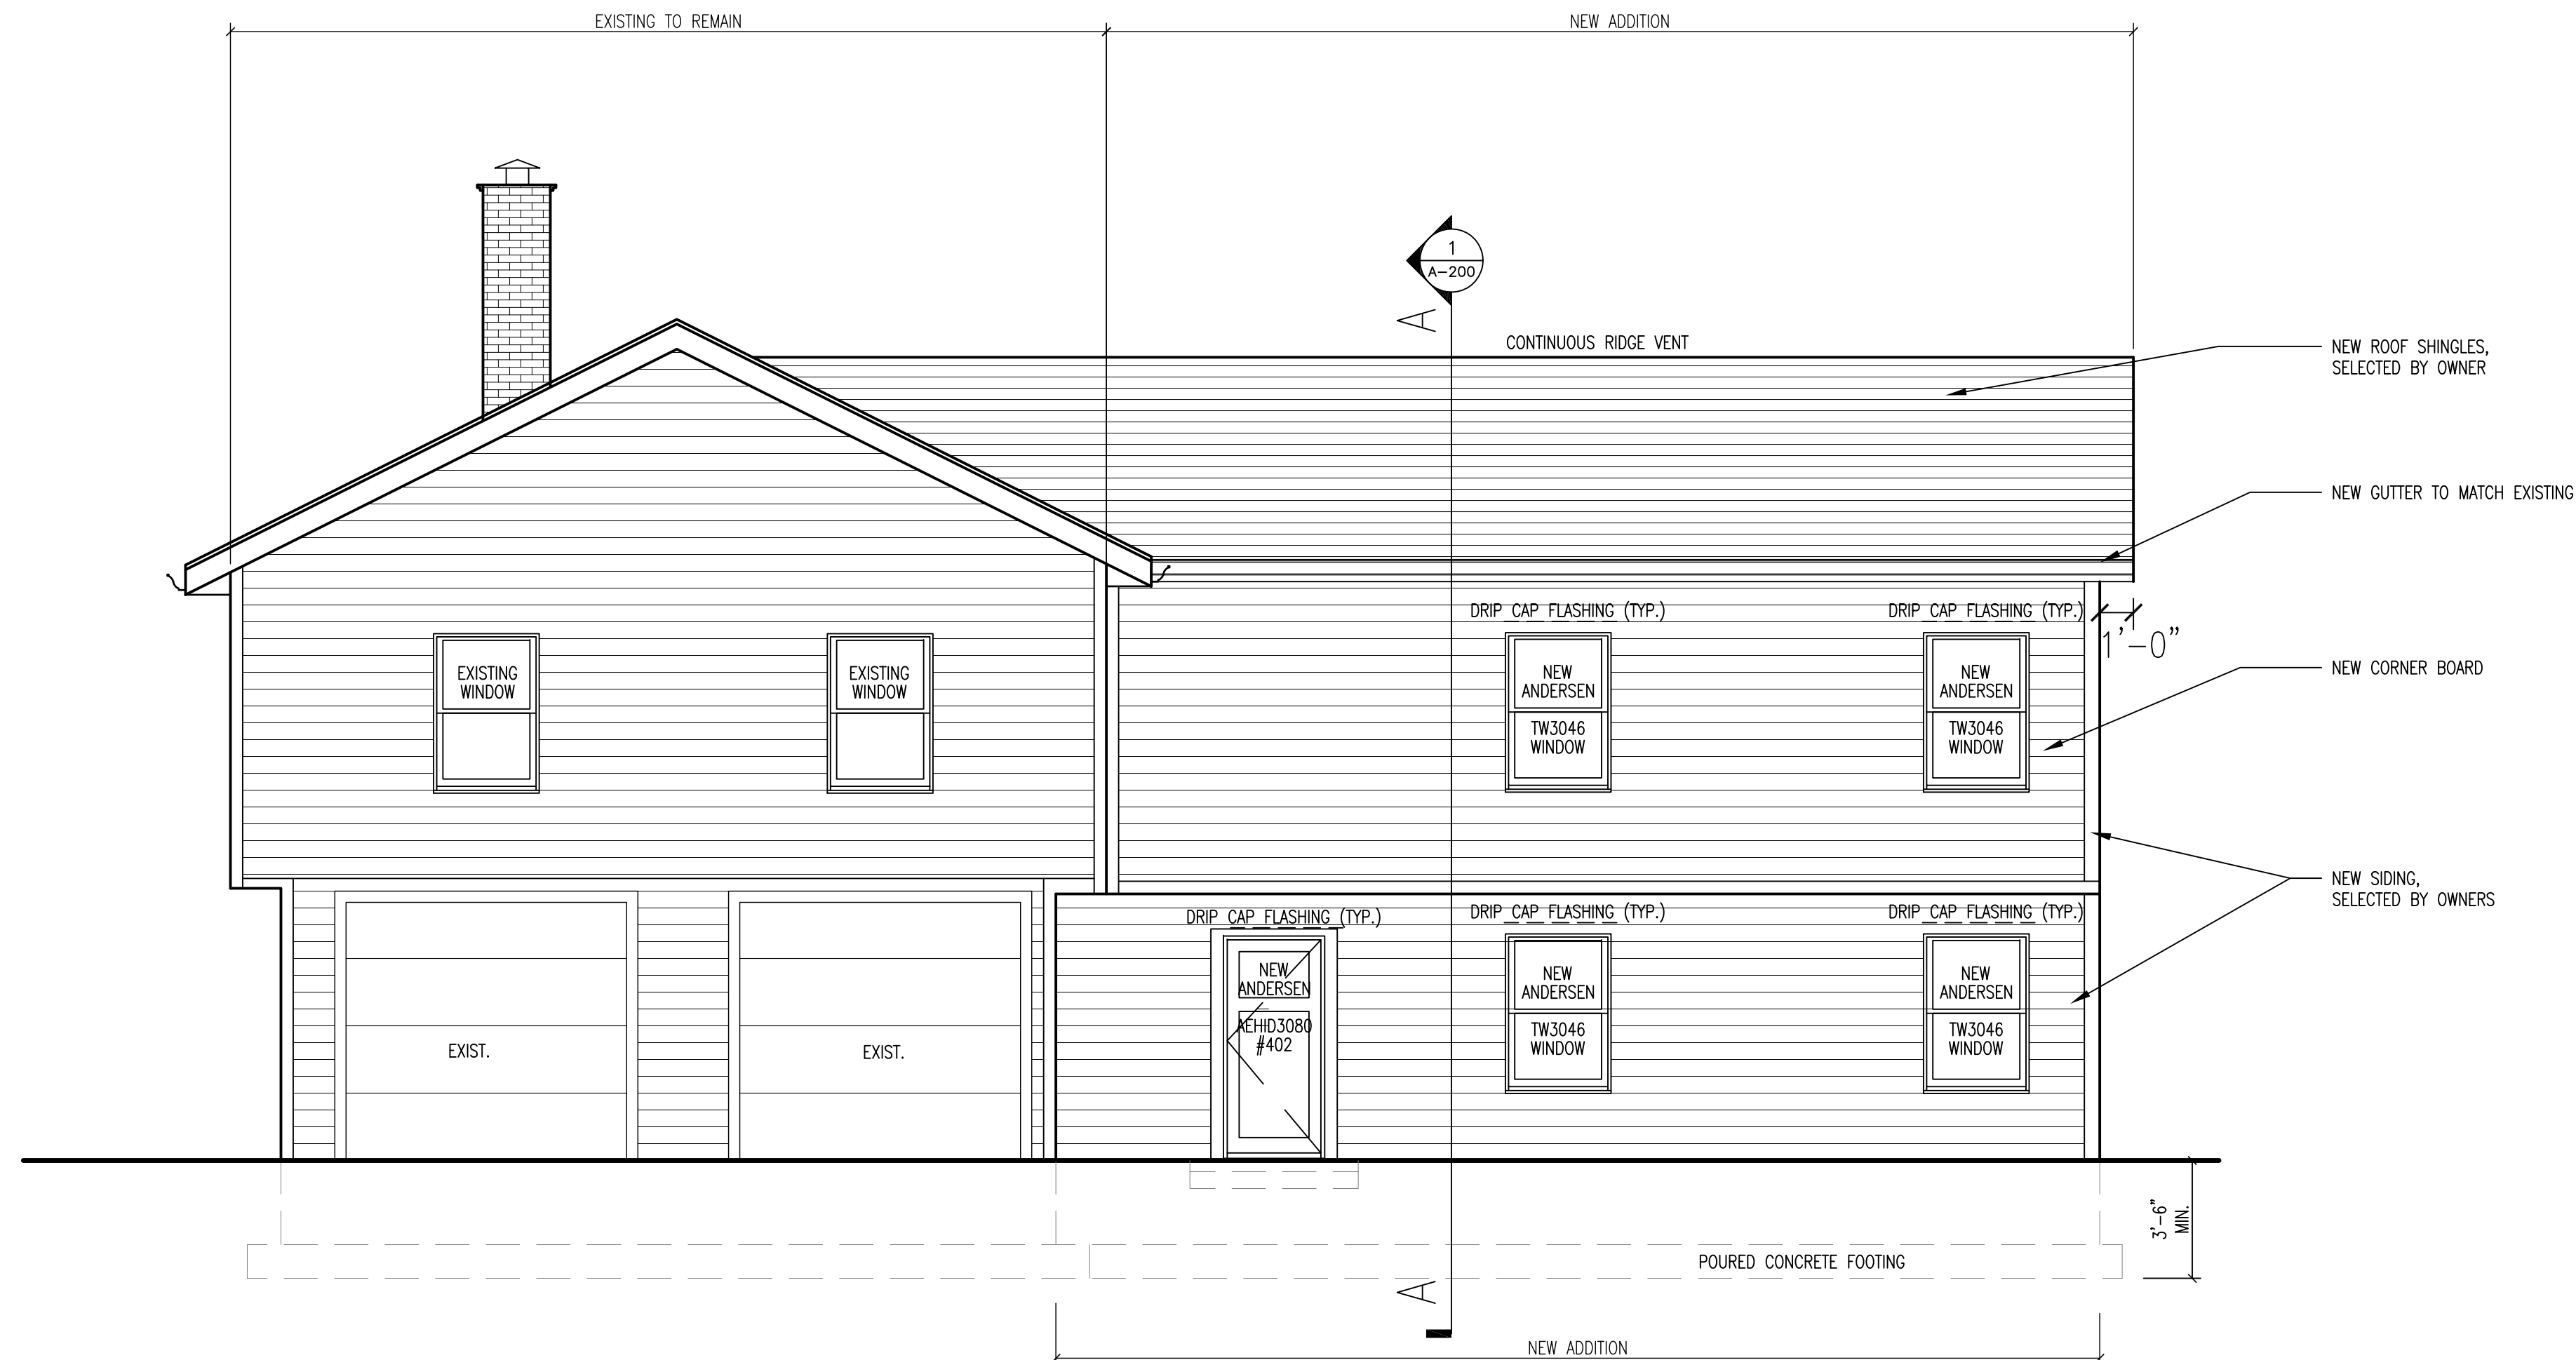 EXISTING TO REMAIN
NEW ADDITION
1
A-200
A
CONTINUOUS RIDGE VENT
NEW ROOF SHINGLES,
SELECTED BY OWNER
NEW GUTTER TO MATCH EXISTING
DRIP CAP FLASHING (TYP.)
DRIP CAP FLASHING (TYP.)
1'-0"
EXISTING
WINDOW
EXISTING
WINDOW
NEW
ANDERSEN
TW3046
WINDOW
NEW
ANDERSEN
TW3046
WINDOW
NEW CORNER BOARD
NEW SIDING,
SELECTED BY OWNERS
DRIP CAP FLASHING (TYP.)
DRIP CAP FLASHING (TYP.)
DRIP CAP FLASHING (TYP.)
EXIST.
EXIST.
NEW
ANDERSEN
AEHID3080
#402
NEW
ANDERSEN
TW3046
WINDOW
NEW
ANDERSEN
TW3046
WINDOW
3'-6"
MIN.
POURED CONCRETE FOOTING
A
NEW ADDITION